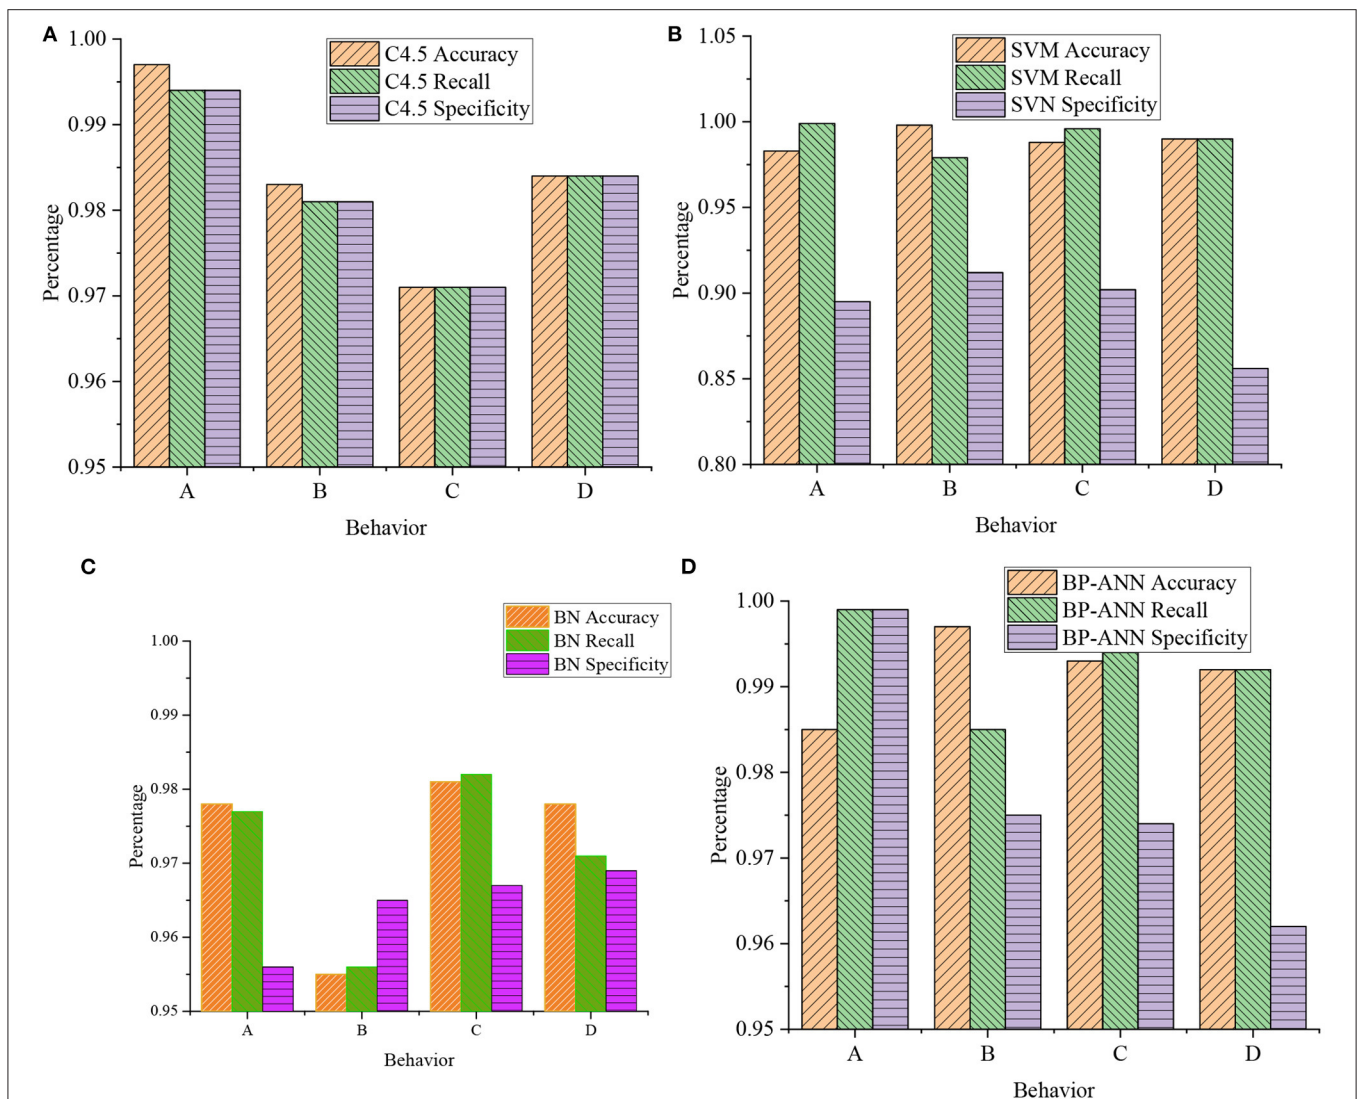 A
C4.5 Accuracy
C4.5 Recall
C4.5 Specificity
1.00
0.99
0.98
0.97
0.96
0.95
Percentage
A B C D
Behavior
B
SVM Accuracy
SVM Recall
SVN Specificity
1.05
1.00
0.95
0.90
0.85
0.80
Percentage
A B C D
Behavior
C
BN Accuracy
BN Recall
BN Specificity
1.00
0.99
0.98
0.97
0.96
0.95
Percentage
A B C D
Behavior
D
BP-ANN Accuracy
BP-ANN Recall
BP-ANN Specificity
1.00
0.99
0.98
0.97
0.96
0.95
Percentage
A B C D
Behavior